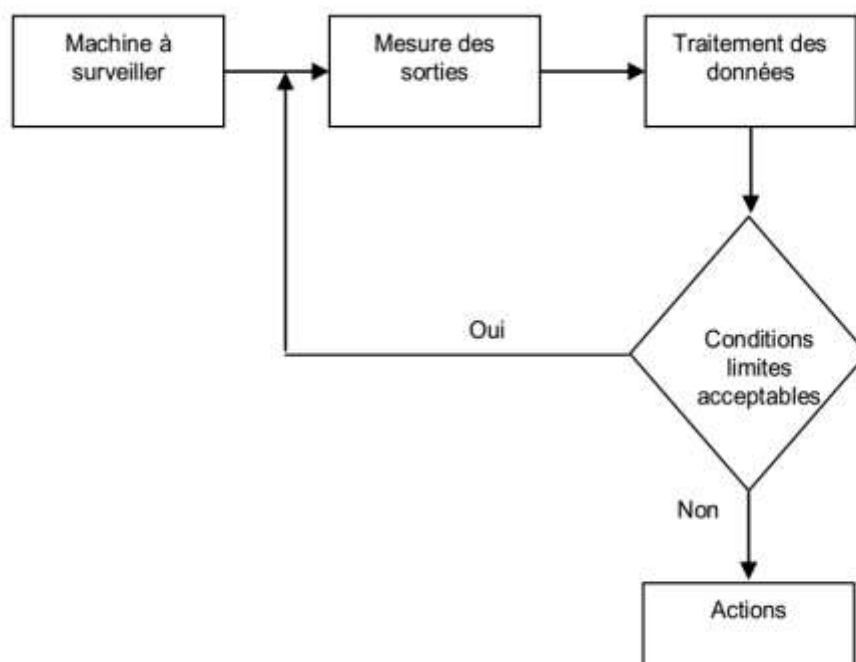 Machine à
surveiller
Mesure des
sorties
Traitement des
données
Oui
Conditions
limites
acceptables
Non
Actions